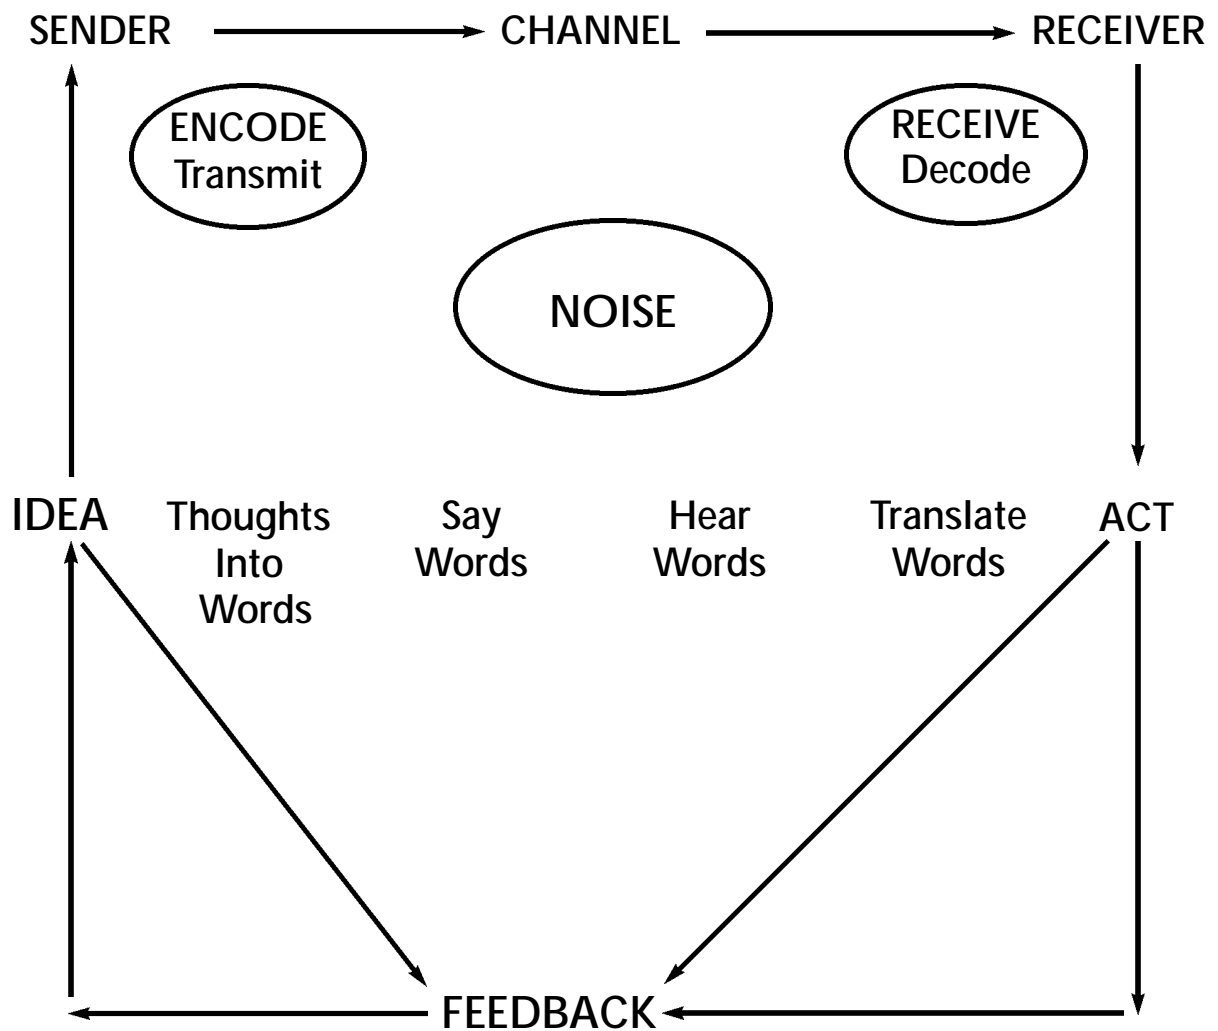 SENDER
CHANNEL
RECEIVER
ENCODE
Transmit
RECEIVE
Decode
NOISE
IDEA
Thoughts
Into
Words
Say
Words
Hear
Words
Translate
Words
ACT
FEEDBACK